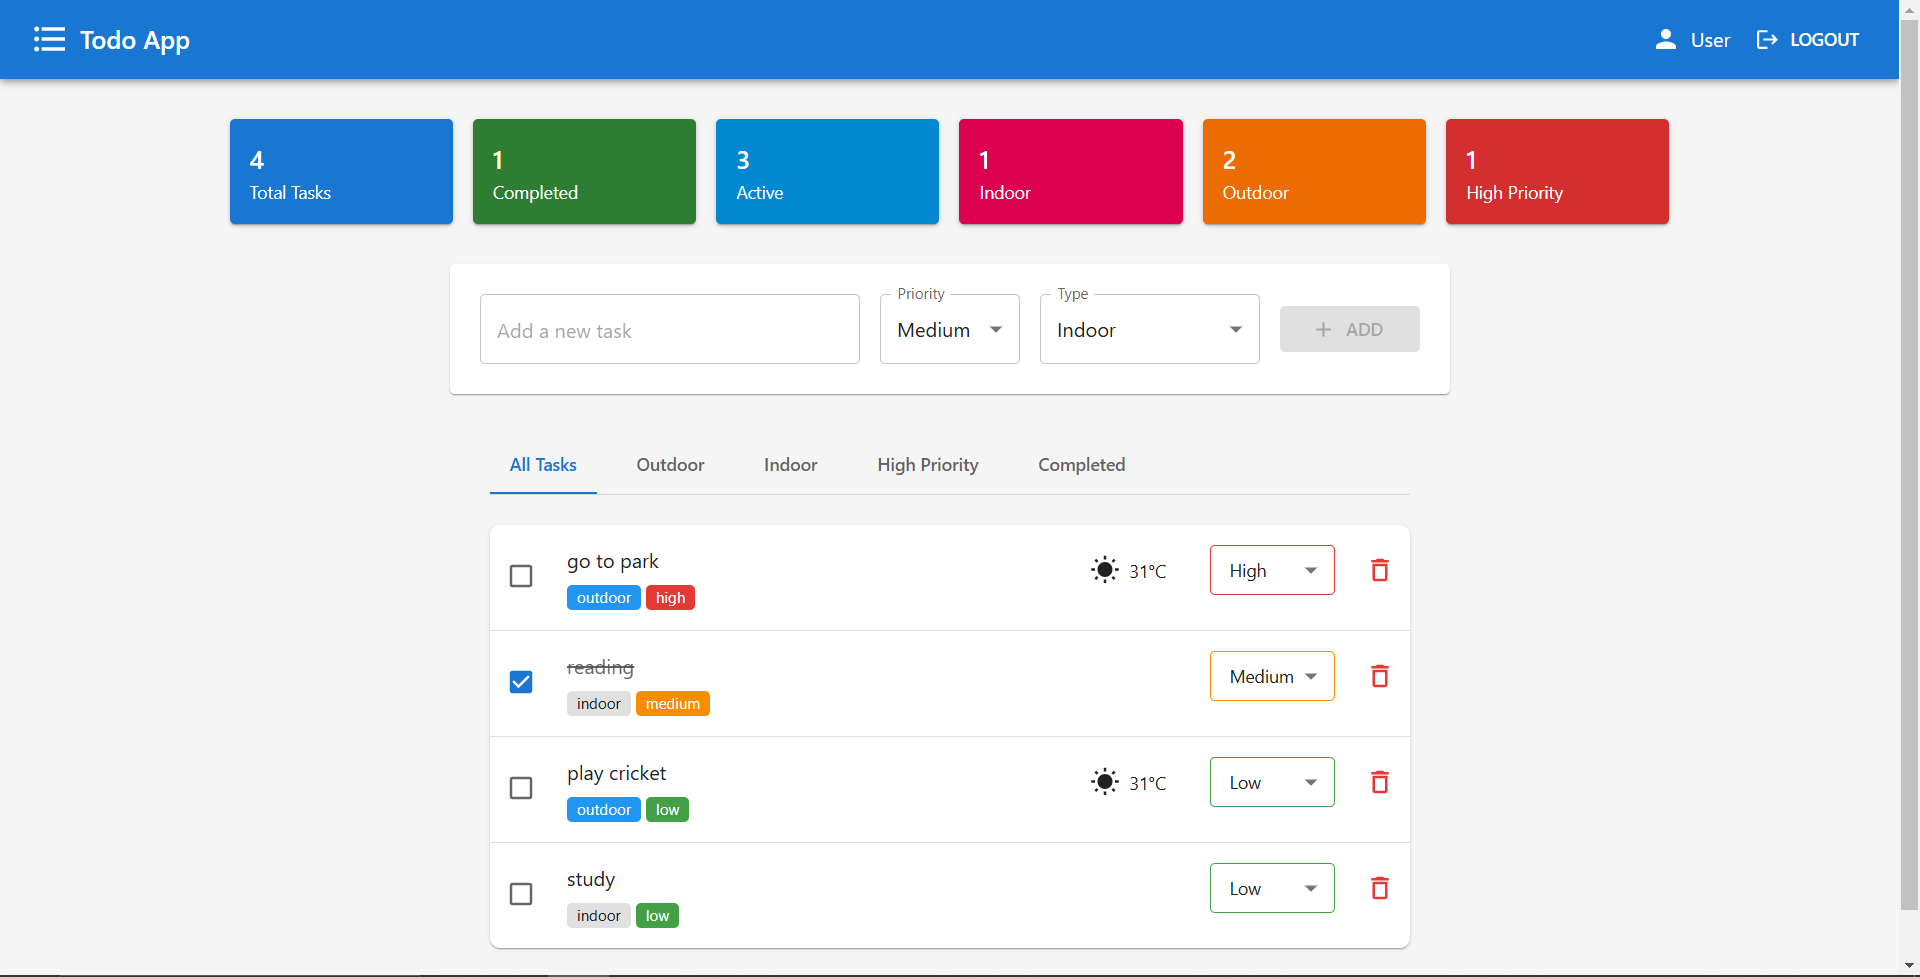 Todo App
User
LOGOUT
4
Total Tasks
1
Completed
3
Active
1
Indoor
2
Outdoor
1
High Priority
Add a new task
Priority
Medium
Type
Indoor
+ ADD
All Tasks
Outdoor
Indoor
High Priority
Completed
go to park
outdoor high
31°C
High
reading
indoor medium
Medium
play cricket
outdoor low
31°C
Low
study
indoor low
Low